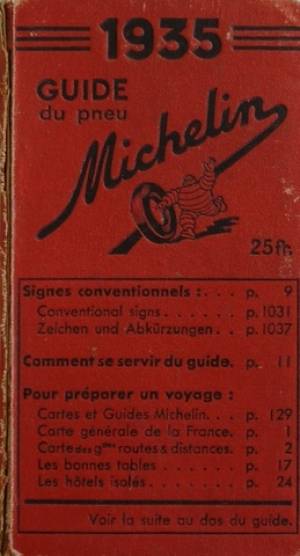 1935
GUIDE
du pneu
Michelin
25fr.
Signes conventionnels : . . . p. 9
Conventional signs . . . . . . p. 1031
Zeichen und Abkürzungen . . p. 1037
Comment se servir du guide. p. 11
Pour préparer un voyage :
Cartes et Guides Michelin. . . p. 129
Carte générale de la France. p. 1
Carte des gdes routes & distances. p. 2
Les bonnes tables . . . . . . p. 17
Les hôtels isolés . . . . . . p. 24
Voir la suite au dos du guide.